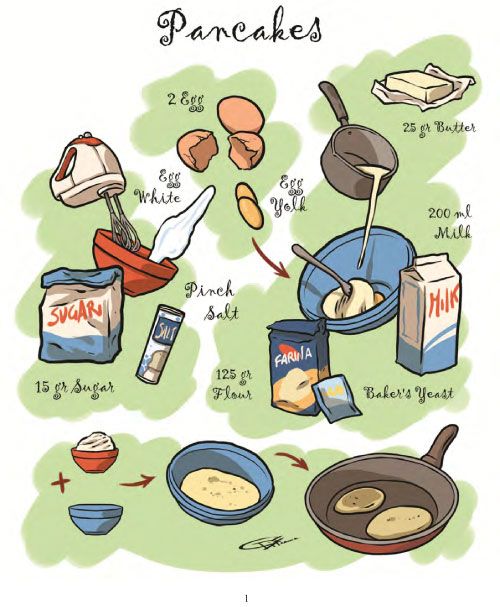 Pancakes
2 Egg
25 gr Butter
Egg
White
Egg
Yolk
200 ml
Milk
Pinch
Salt
SUGAR
SALT
MILK
FARINA
15 gr Sugar
125 gr
Flour
Baker's Yeast
1